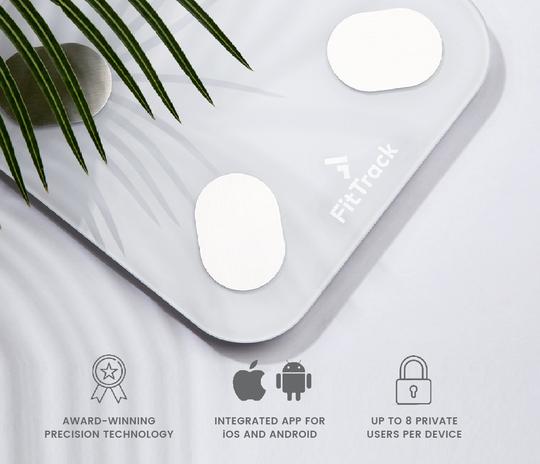 FitTrack
AWARD-WINNING
PRECISION TECHNOLOGY
INTEGRATED APP FOR
iOS AND ANDROID
UP TO 8 PRIVATE
USERS PER DEVICE